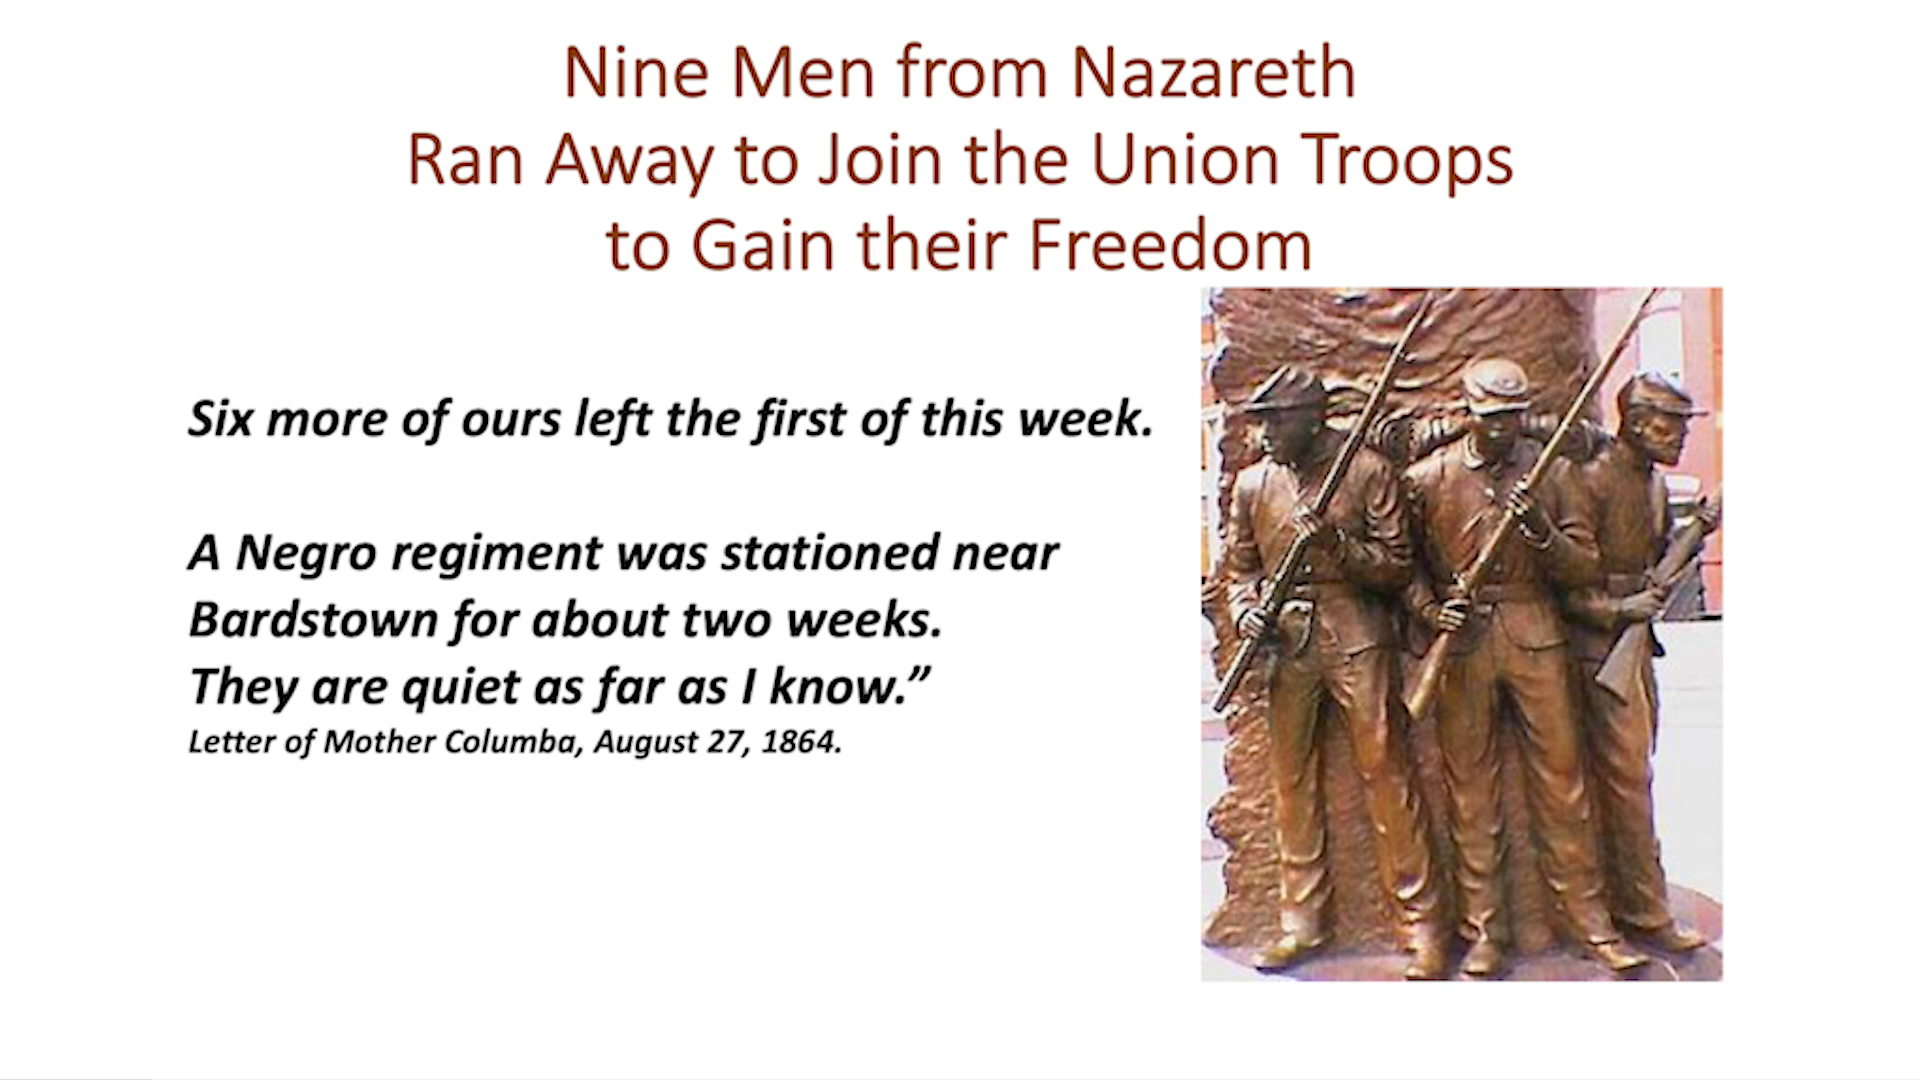 Nine Men from Nazareth
Ran Away to Join the Union Troops
to Gain their Freedom
Six more of ours left the first of this week.
A Negro regiment was stationed near
Bardstown for about two weeks.
They are quiet as far as I know.”
Letter of Mother Columba, August 27, 1864.